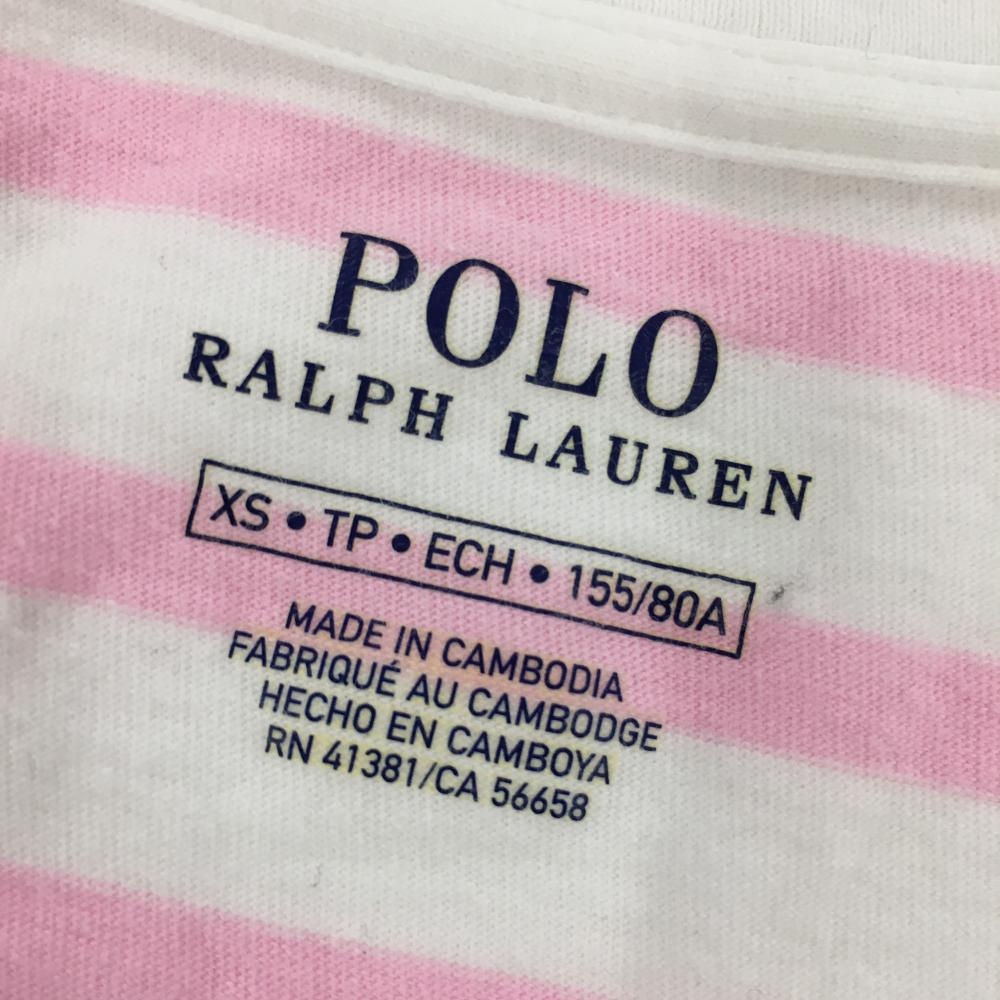 POLO
RALPH LAUREN
XS • TP • ECH • 155/80A
MADE IN CAMBODIA
FABRIQUÉ AU CAMBODGE
HECHO EN CAMBOYA
RN 41381/CA 56658